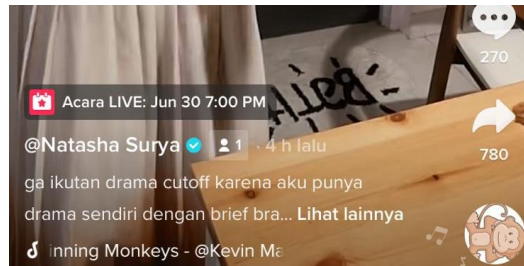 270
Acara LIVE: Jun 30 7:00 PM
@Natasha Surya 1 · 4 h lalu
780
ga ikutan drama cutoff karena aku punya
drama sendiri dengan brief bra... Lihat lainnya
inning Monkeys - @Kevin Ma